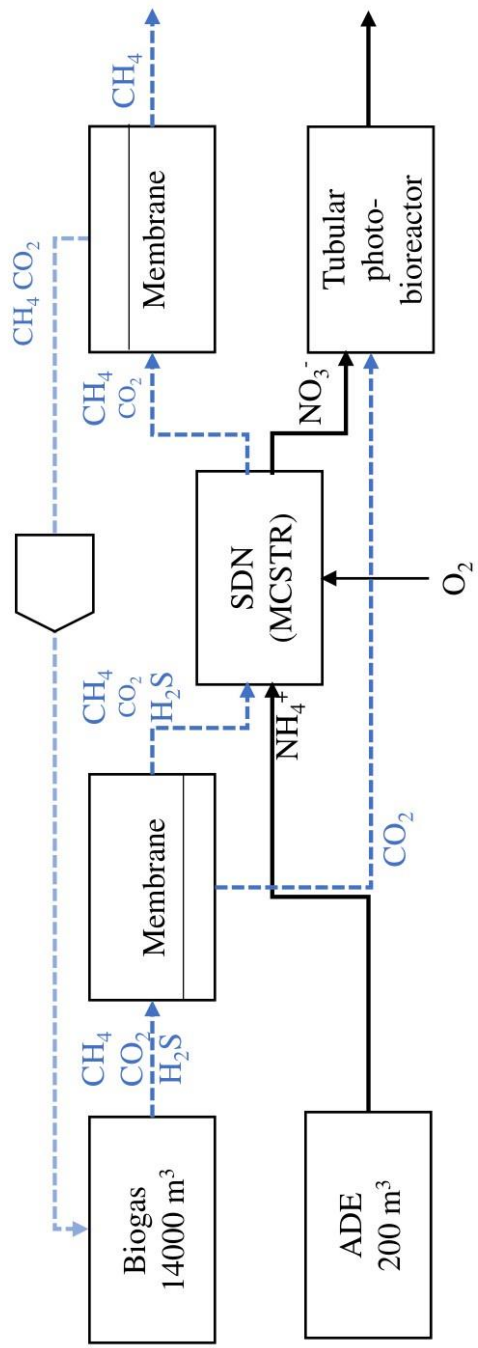 CH₄ CO₂
Biogas
14000 m³
CH₄
CO₂
H₂S
Membrane
CH₄
CO₂
H₂S
SDN
(MCSTR)
CH₄
CO₂
Membrane
CH₄
ADE
200 m³
NH₄⁺
CO₂
O₂
NO₃⁻
Tubular
photo-
bioreactor